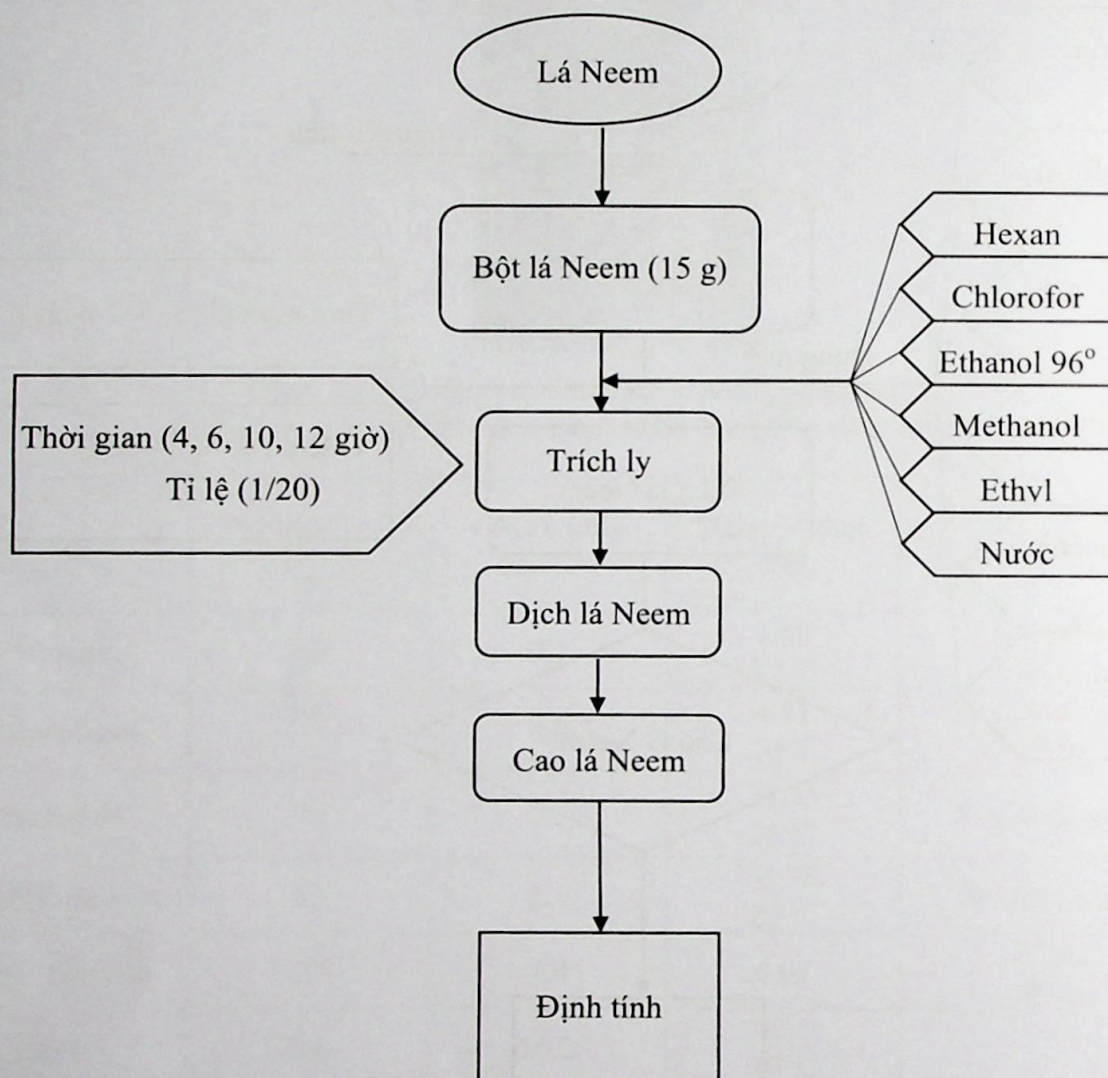 Lá Neem
Bột lá Neem (15 g)
Hexan
Chlorofor
Ethanol 96°
Methanol
Ethvl
Nước
Thời gian (4, 6, 10, 12 giờ)
Tỉ lệ (1/20)
Trích ly
Dịch lá Neem
Cao lá Neem
Định tính